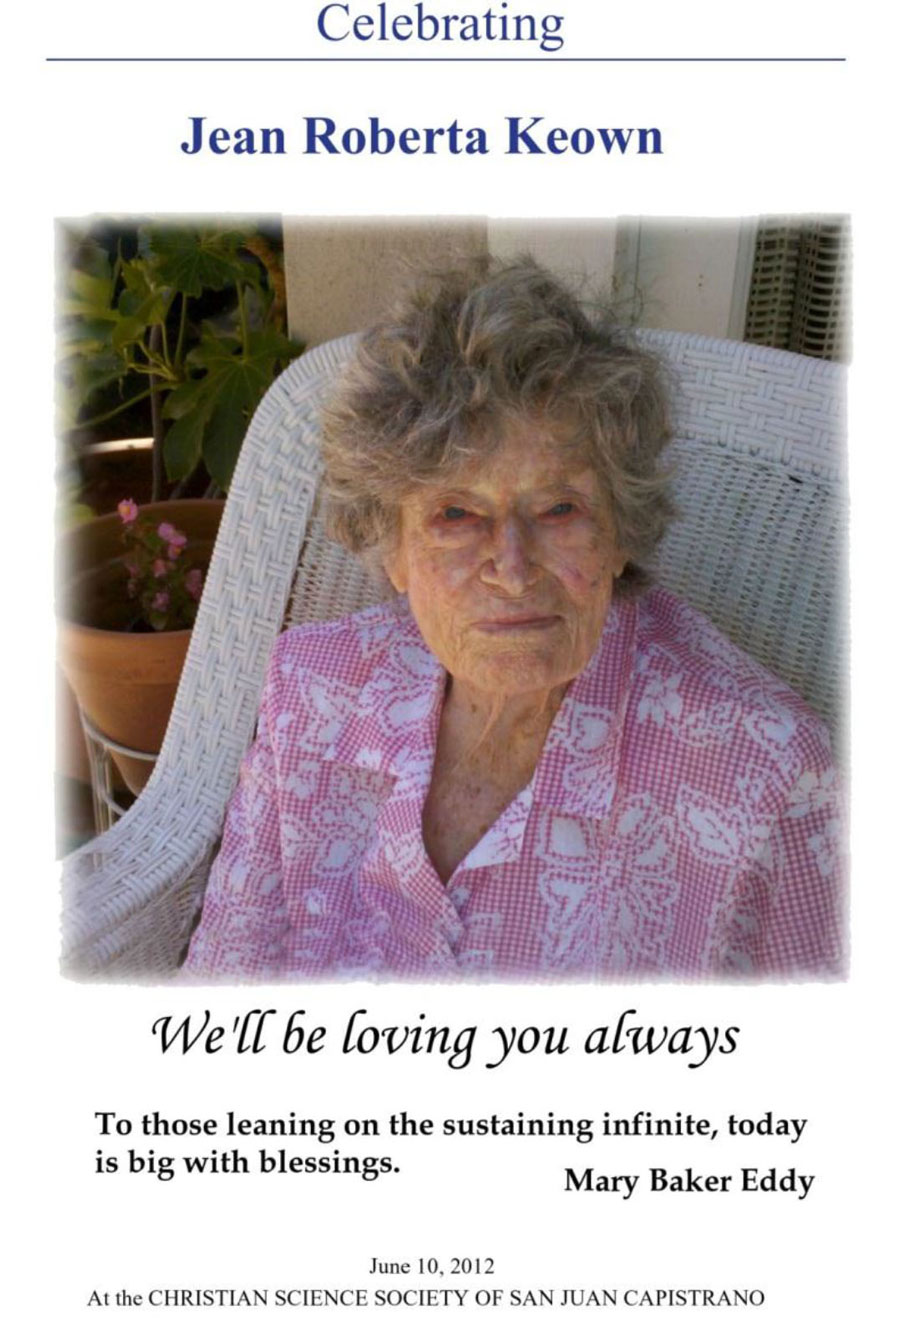 Celebrating
Jean Roberta Keown
We'll be loving you always
To those leaning on the sustaining infinite, today
is big with blessings.
Mary Baker Eddy
June 10, 2012
At the CHRISTIAN SCIENCE SOCIETY OF SAN JUAN CAPISTRANO